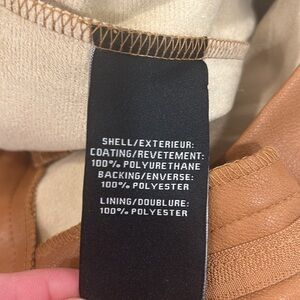 SHELL/EXTERIEUR:
COATING/REVETEMENT:
100% POLYURETHANE
BACKING/ENVERSE:
100% POLYESTER
LINING/DOUBLURE:
100% POLYESTER